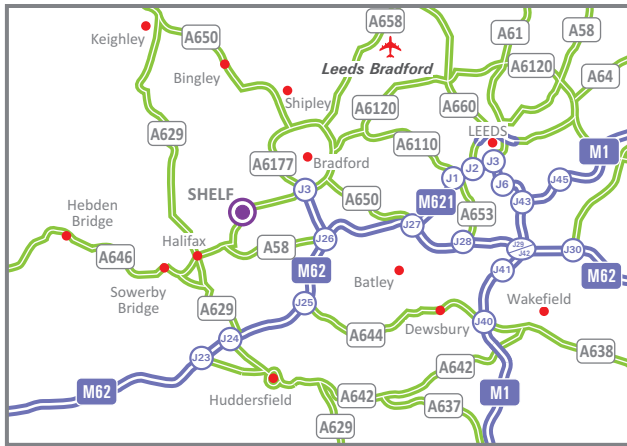 A658
A61
A58
Keighley
A650
Leeds Bradford
A6120
Bingley
A64
Shipley
A6120
A660
A629
LEEDS
A6110
M1
Bradford
J2
J3
A6177
J1
J6
J45
SHELF
J3
A650
M621
J43
Hebden
Bridge
A653
J27
A58
J26
J28
J29
J42
J30
A646
Halifax
M62
J41
M62
Batley
Sowerby
Bridge
A629
J25
Wakefield
A644
Dewsbury
J40
J24
J23
A638
A642
M62
Huddersfield
A642
M1
A637
A629